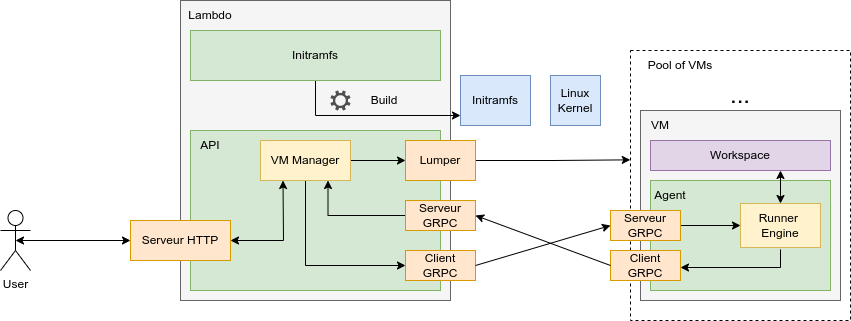 Lambdo
Initramfs
Build
Initramfs
Linux
Kernel
Pool of VMs
...
VM
Workspace
API
VM Manager
Lumper
Agent
Serveur
GRPC
Serveur
GRPC
Runner
Engine
Serveur HTTP
Client
GRPC
Client
GRPC
User